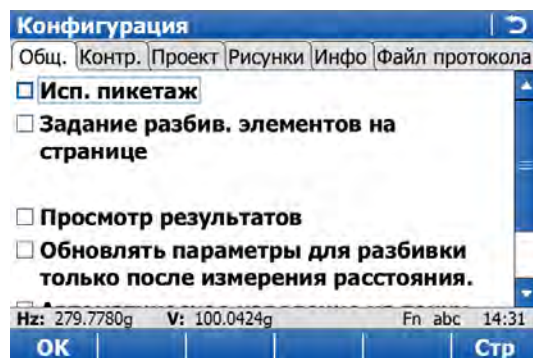 Конфигурация
Общ. Контр. Проект Рисунки Инфо Файл протокола
Исп. пикетаж
Задание разбив. элементов на
странице
Просмотр результатов
Обновлять параметры для разбивки
только после измерения расстояния.
Hz: 279.7780g V: 100.0424g Fn abc 14:31
OK Стр